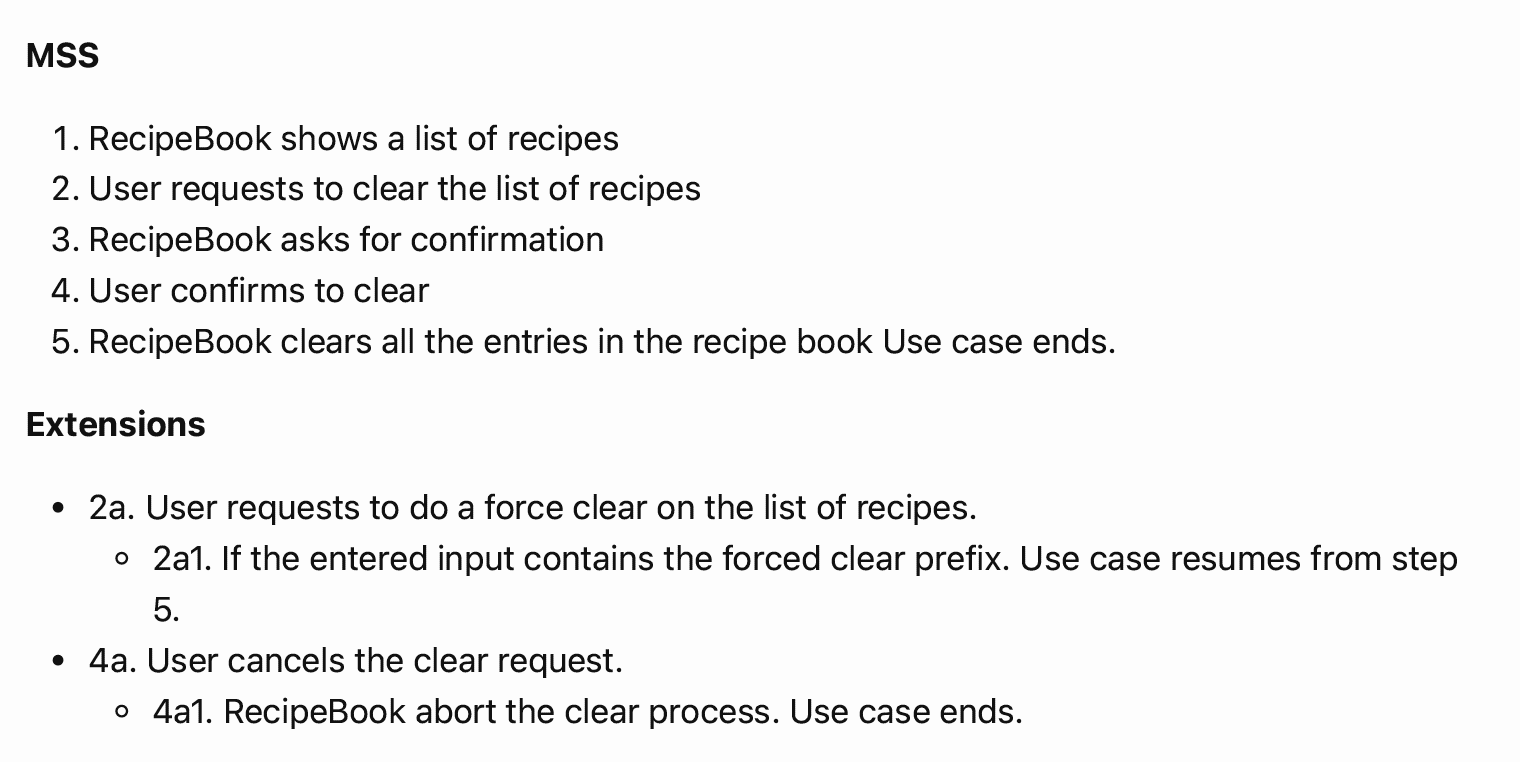 MSS
1. RecipeBook shows a list of recipes
2. User requests to clear the list of recipes
3. RecipeBook asks for confirmation
4. User confirms to clear
5. RecipeBook clears all the entries in the recipe book Use case ends.
Extensions
• 2a. User requests to do a force clear on the list of recipes.
◦ 2a1. If the entered input contains the forced clear prefix. Use case resumes from step
5.
• 4a. User cancels the clear request.
◦ 4a1. RecipeBook abort the clear process. Use case ends.